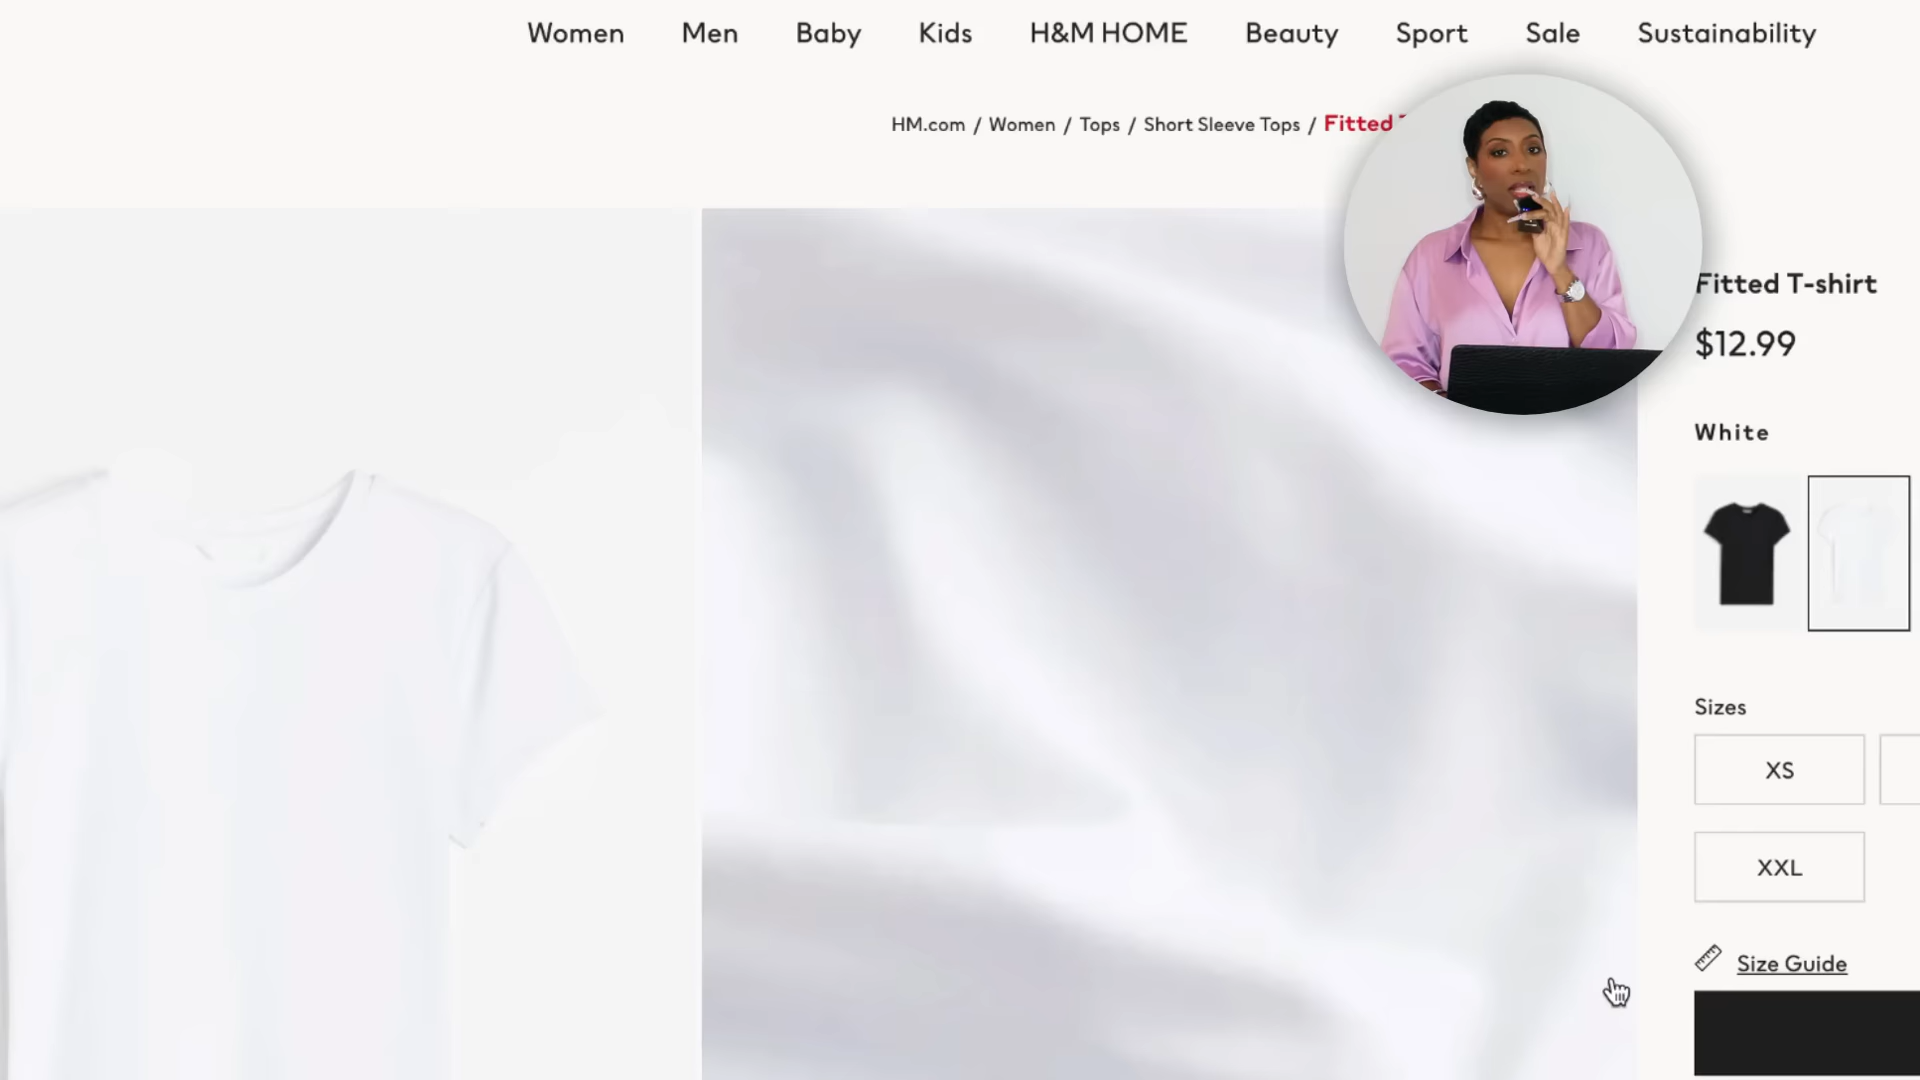 Women Men Baby Kids H&M HOME Beauty Sport Sale Sustainability
HM.com / Women / Tops / Short Sleeve Tops / Fitted
Fitted T-shirt
$12.99
White
Sizes
XS
XXL
Size Guide